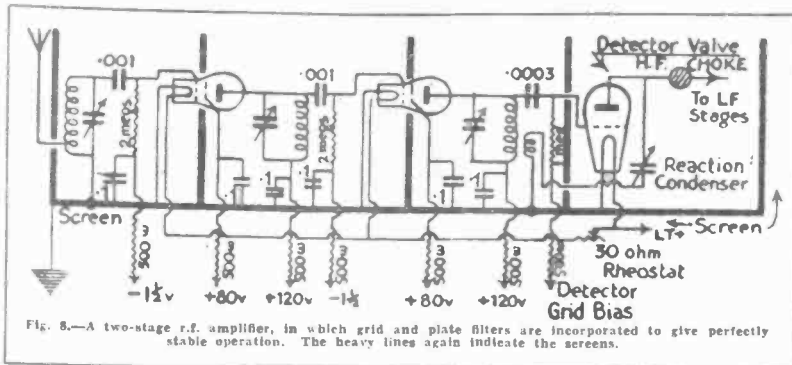 Detector Valve
H.F. CHOKE
.001
.001
.0003
To LF
Stages
2 megs
2 megs
Reaction
Condenser
.1
.1
.1
.1
.1
.1
Screen
LT+
Screen
500 ω
500 ω
500 ω
500 ω
500 ω
500 ω
500 ω
30 ohm
Rheostat
-1½v
+80v
+120v
-1½
+80v
+120v
Detector
Grid Bias
Fig. 8.—A two-stage r.f. amplifier, in which grid and plate filters are incorporated to give perfectly
stable operation. The heavy lines again indicate the screens.